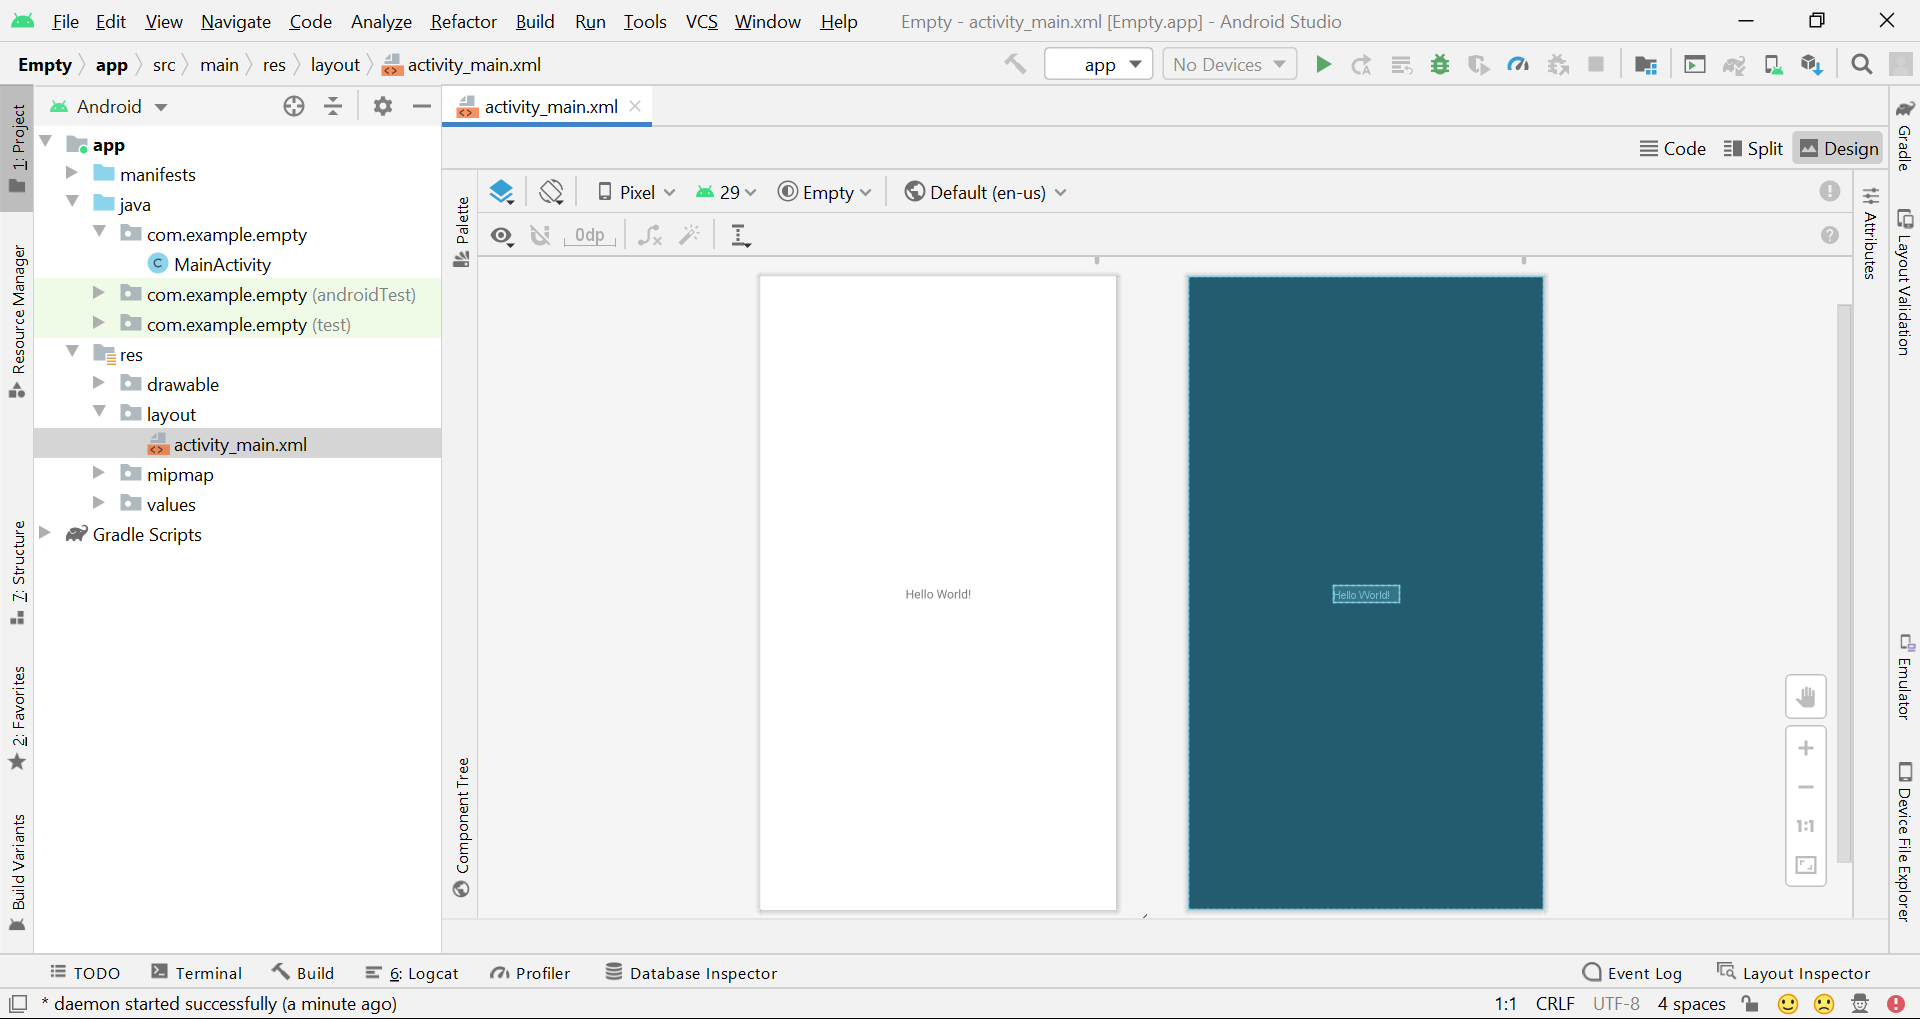 File Edit View Navigate Code Analyze Refactor Build Run Tools VCS Window Help Empty - activity_main.xml [Empty.app] - Android Studio
Empty app src main res layout activity_main.xml app No Devices
Android
activity_main.xml
Code Split Design
1: Project
Resource Manager
7: Structure
2: Favorites
Build Variants
app
manifests
java
com.example.empty
C MainActivity
com.example.empty (androidTest)
com.example.empty (test)
res
drawable
layout
activity_main.xml
mipmap
values
Gradle Scripts
Palette
Component Tree
Pixel 29 Empty Default (en-us)
0dp
Hello World!
Hello World!
1:1
Attributes
Gradle
Layout Validation
Emulator
Device File Explorer
TODO Terminal Build 6: Logcat Profiler Database Inspector Event Log Layout Inspector
* daemon started successfully (a minute ago) 1:1 CRLF UTF-8 4 spaces